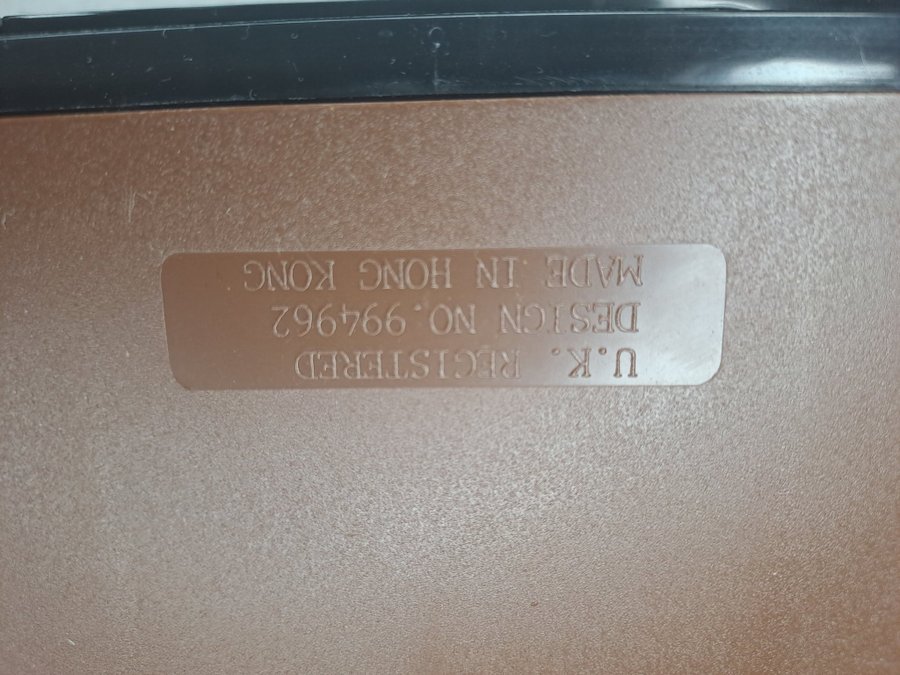 U.K. REGISTERED
DESIGN NO.994962
MADE IN HONG KONG